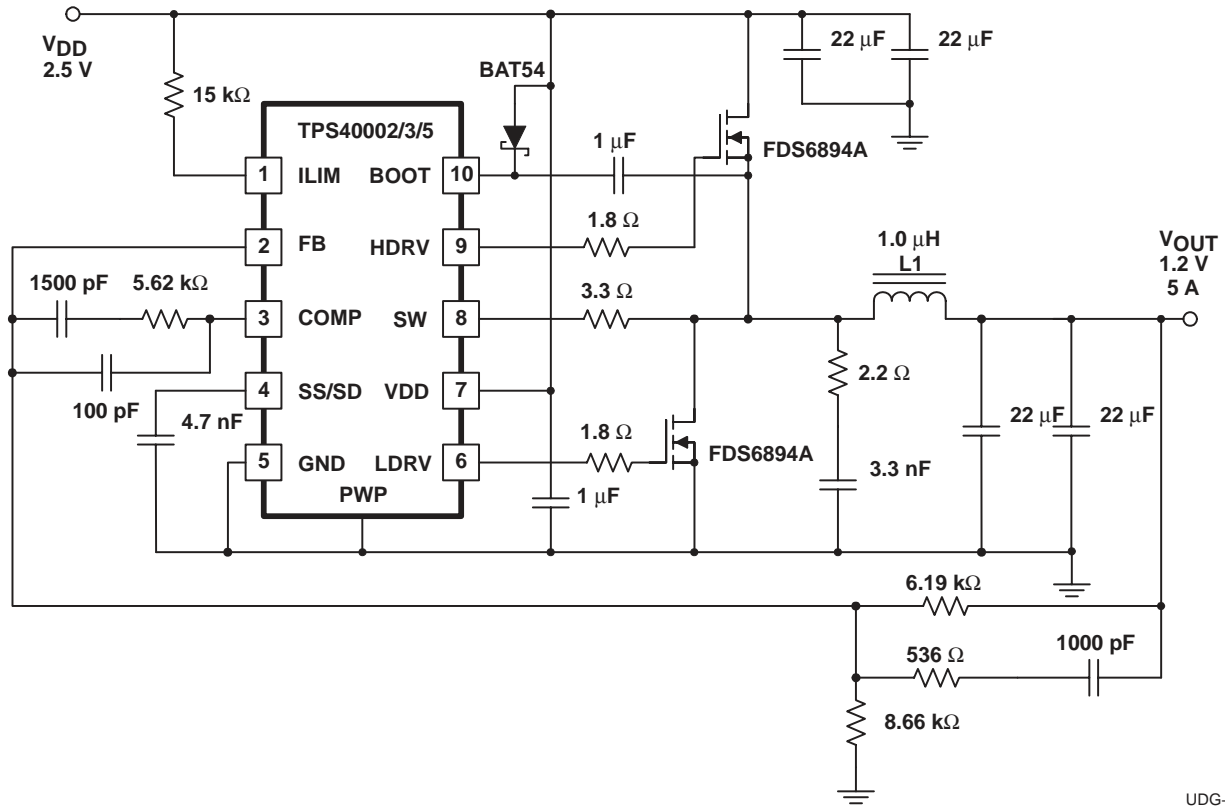 VDD
2.5 V
22 μF
22 μF
BAT54
15 kΩ
TPS40002/3/5
1 μF
FDS6894A
1 ILIM BOOT 10
1.8 Ω
2 FB HDRV 9
1.0 μH
L1
VOUT
1.2 V
5 A
1500 pF
5.62 kΩ
3.3 Ω
3 COMP SW 8
2.2 Ω
100 pF
4 SS/SD VDD 7
4.7 nF
1.8 Ω
22 μF
22 μF
FDS6894A
5 GND LDRV 6
3.3 nF
PWP
1 μF
6.19 kΩ
536 Ω
1000 pF
8.66 kΩ
UDG-